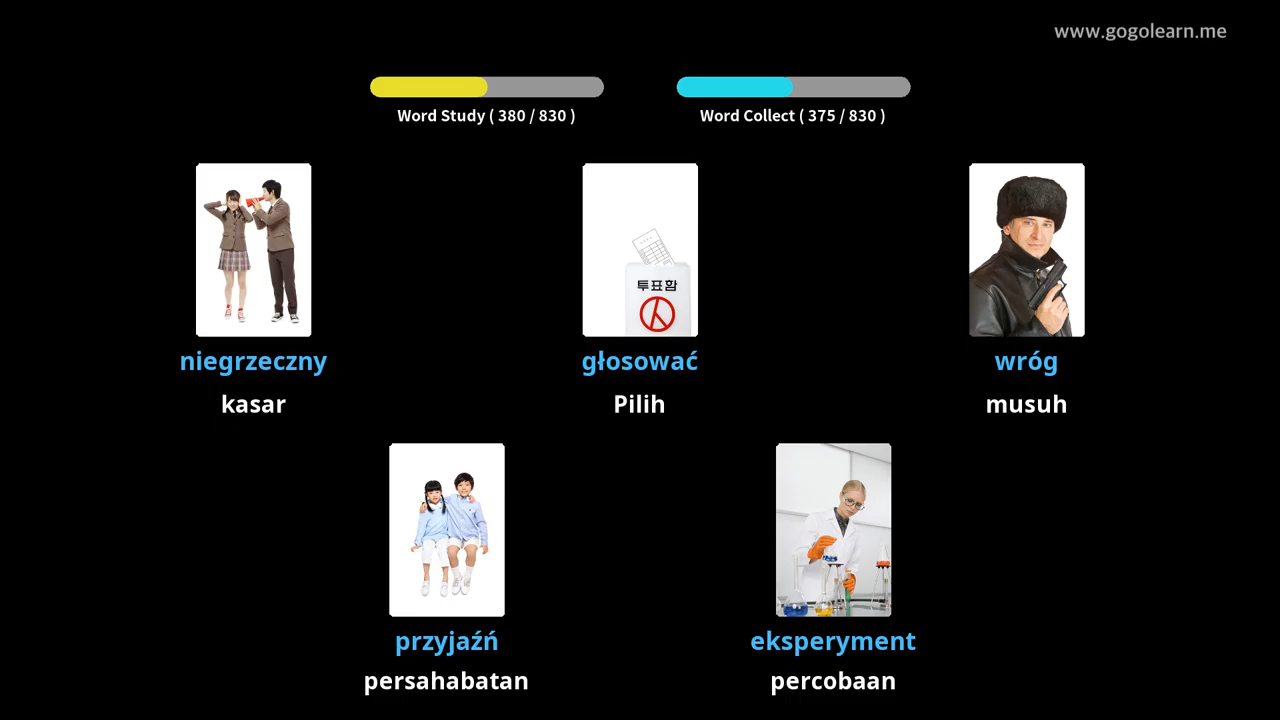 www.gogolearn.me
Word Study ( 380 / 830 )
Word Collect ( 375 / 830 )
투표함
niegrzeczny
głosować
wróg
kasar
Pilih
musuh
przyjaźń
eksperyment
persahabatan
percobaan